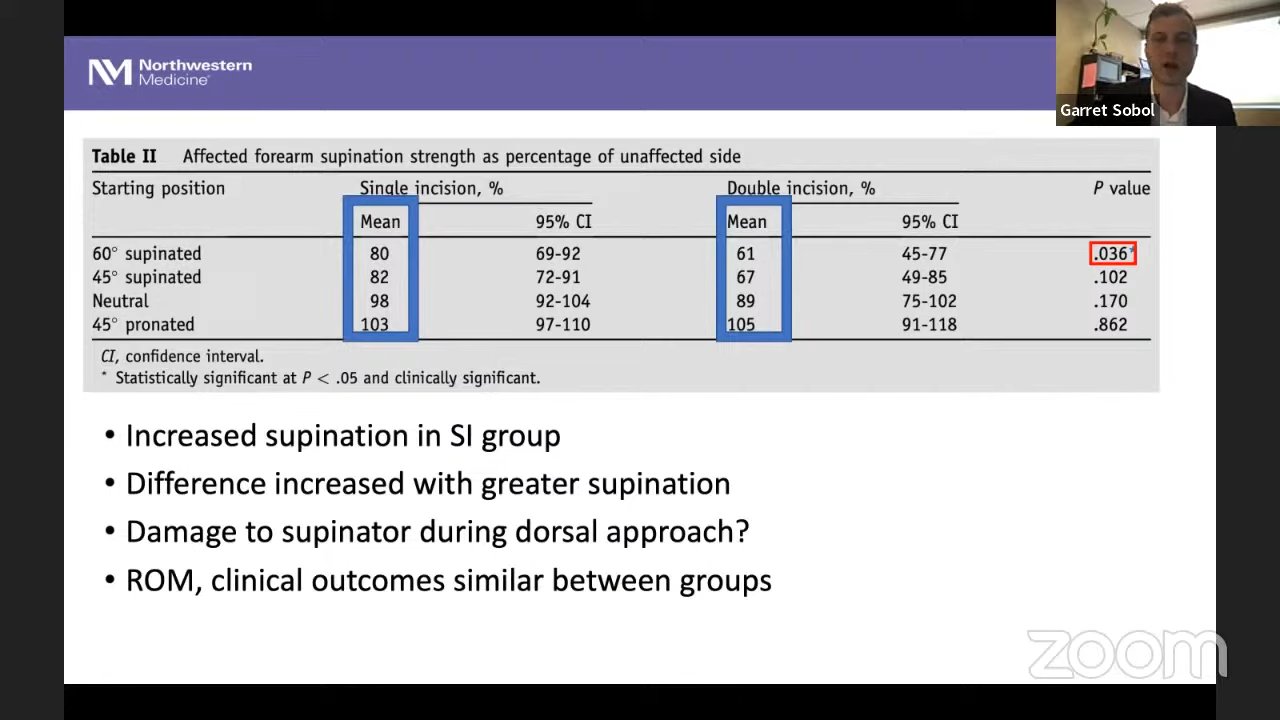 Northwestern
Medicine
Garret Sobol
Table II Affected forearm supination strength as percentage of unaffected side
Starting position Single incision, % Double incision, % P value
Mean 95% CI Mean 95% CI
60° supinated 80 69-92 61 45-77 .036*
45° supinated 82 72-91 67 49-85 .102
Neutral 98 92-104 89 75-102 .170
45° pronated 103 97-110 105 91-118 .862
CI, confidence interval.
* Statistically significant at P < .05 and clinically significant.
• Increased supination in SI group
• Difference increased with greater supination
• Damage to supinator during dorsal approach?
• ROM, clinical outcomes similar between groups
zoom